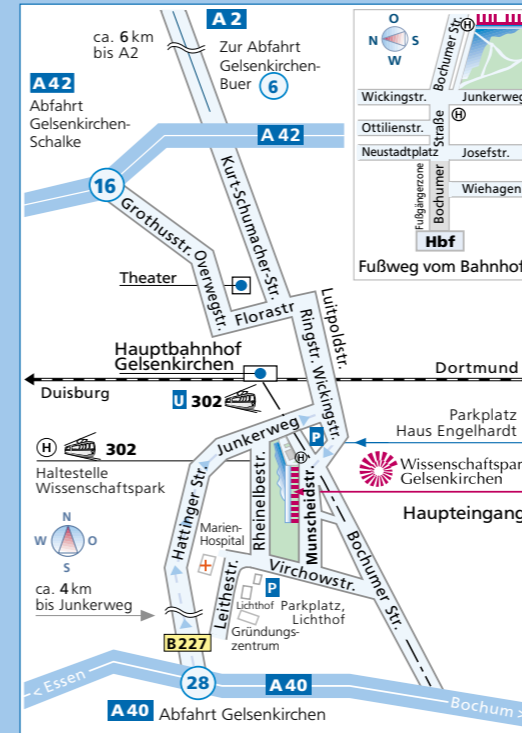 A 2
ca. 6 km
bis A2
Zur Abfahrt
Gelsenkirchen-
Buer 6
A 42
Abfahrt
Gelsenkirchen-
Schalke
A 42
16
Kurt-Schumacher-Str.
Grothusstr.
Overwegstr.
Theater
Florastr
Luitpoldstr.
Ringstr.
Wickingstr.
Hauptbahnhof
Gelsenkirchen
Dortmund
Duisburg
U 302
Junkerweg
P
Parkplatz
Haus Engelhardt
H 302
Haltestelle
Wissenschaftspark
H
Wissenschaftspar
Gelsenkirchen
Haupteingang
Hattinger Str.
Rheinelbestr.
Munscheidstr.
Marien-
Hospital
Bochumer Str.
Virchowstr.
Leithestr.
P
Lichthof
Parkplatz,
Lichthof
Gründungs-
zentrum
N
W O
S
ca. 4 km
bis Junkerweg
B227
28
< Essen
A 40
Bochum >
A 40 Abfahrt Gelsenkirchen
O
N S
W
Bochumer Str.
H
Wickingstr.
Junkerweg
H
Ottilienstr.
Neustadtplatz
Josefstr.
Bochumer Straße
Fußgängerzone
Wiehagen
Hbf
Fußweg vom Bahnhof